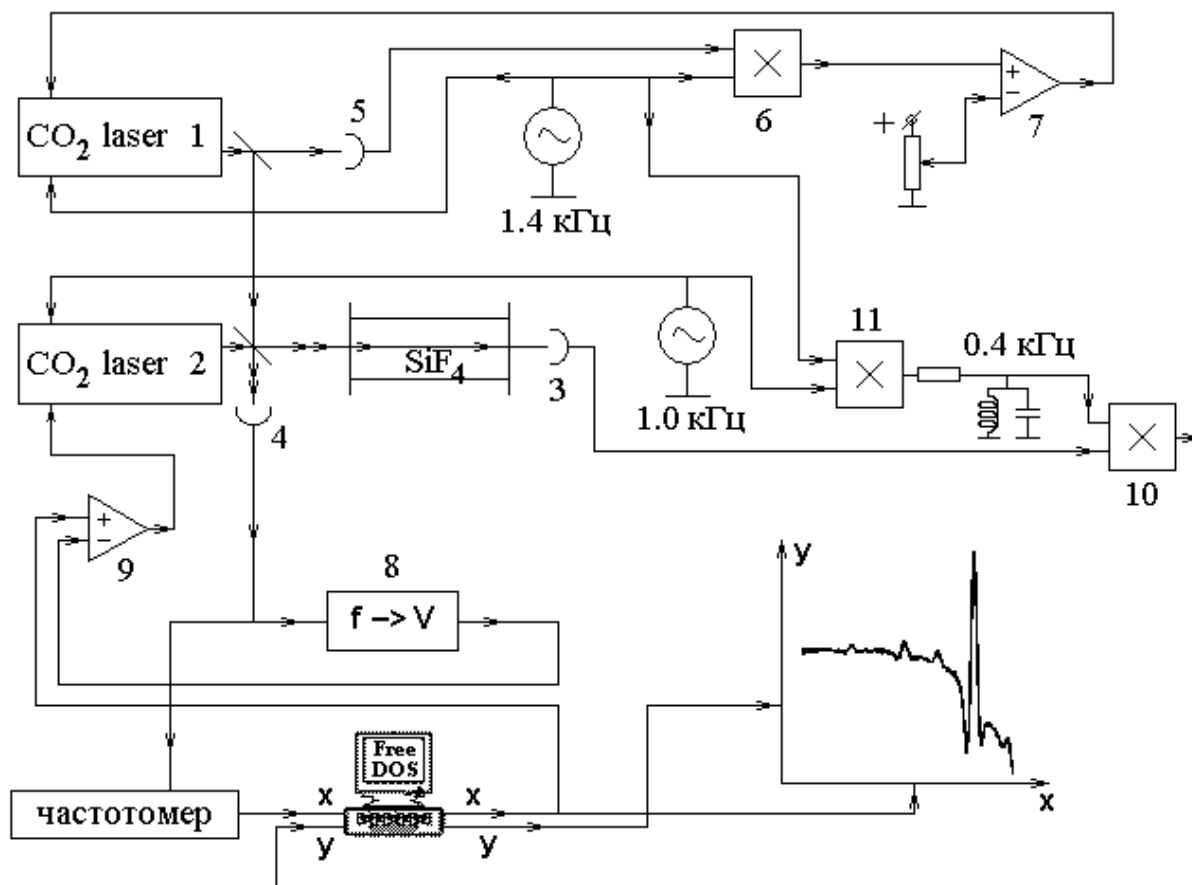 5
CO2 laser 1
6
+
−
7
+
1.4 кГц
CO2 laser 2
SiF4
3
4
1.0 кГц
11
0.4 кГц
10
+
−
9
8
f –> V
y
x
Free
DOS
частотомер
x
x
y
y